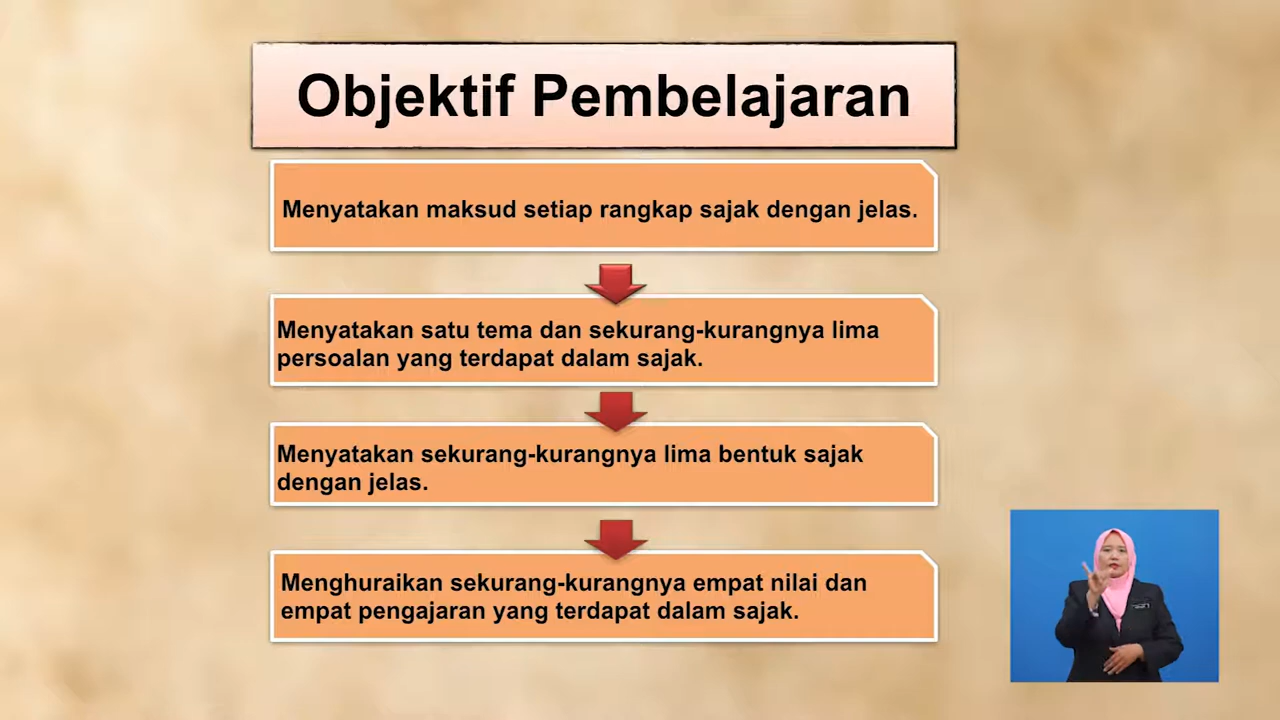 Objektif Pembelajaran
Menyatakan maksud setiap rangkap sajak dengan jelas.
Menyatakan satu tema dan sekurang-kurangnya lima
persoalan yang terdapat dalam sajak.
Menyatakan sekurang-kurangnya lima bentuk sajak
dengan jelas.
Menghuraikan sekurang-kurangnya empat nilai dan
empat pengajaran yang terdapat dalam sajak.